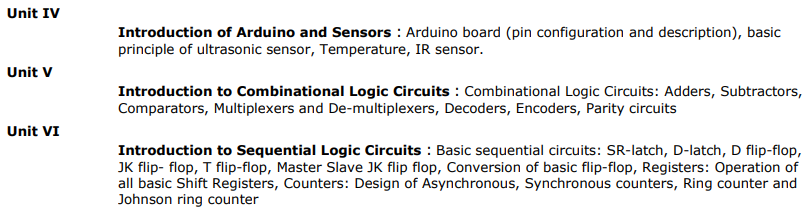 Unit IV
Introduction of Arduino and Sensors : Arduino board (pin configuration and description), basic
principle of ultrasonic sensor, Temperature, IR sensor.
Unit V
Introduction to Combinational Logic Circuits : Combinational Logic Circuits: Adders, Subtractors,
Comparators, Multiplexers and De-multiplexers, Decoders, Encoders, Parity circuits
Unit VI
Introduction to Sequential Logic Circuits : Basic sequential circuits: SR-latch, D-latch, D flip-flop,
JK flip- flop, T flip-flop, Master Slave JK flip flop, Conversion of basic flip-flop, Registers: Operation of
all basic Shift Registers, Counters: Design of Asynchronous, Synchronous counters, Ring counter and
Johnson ring counter